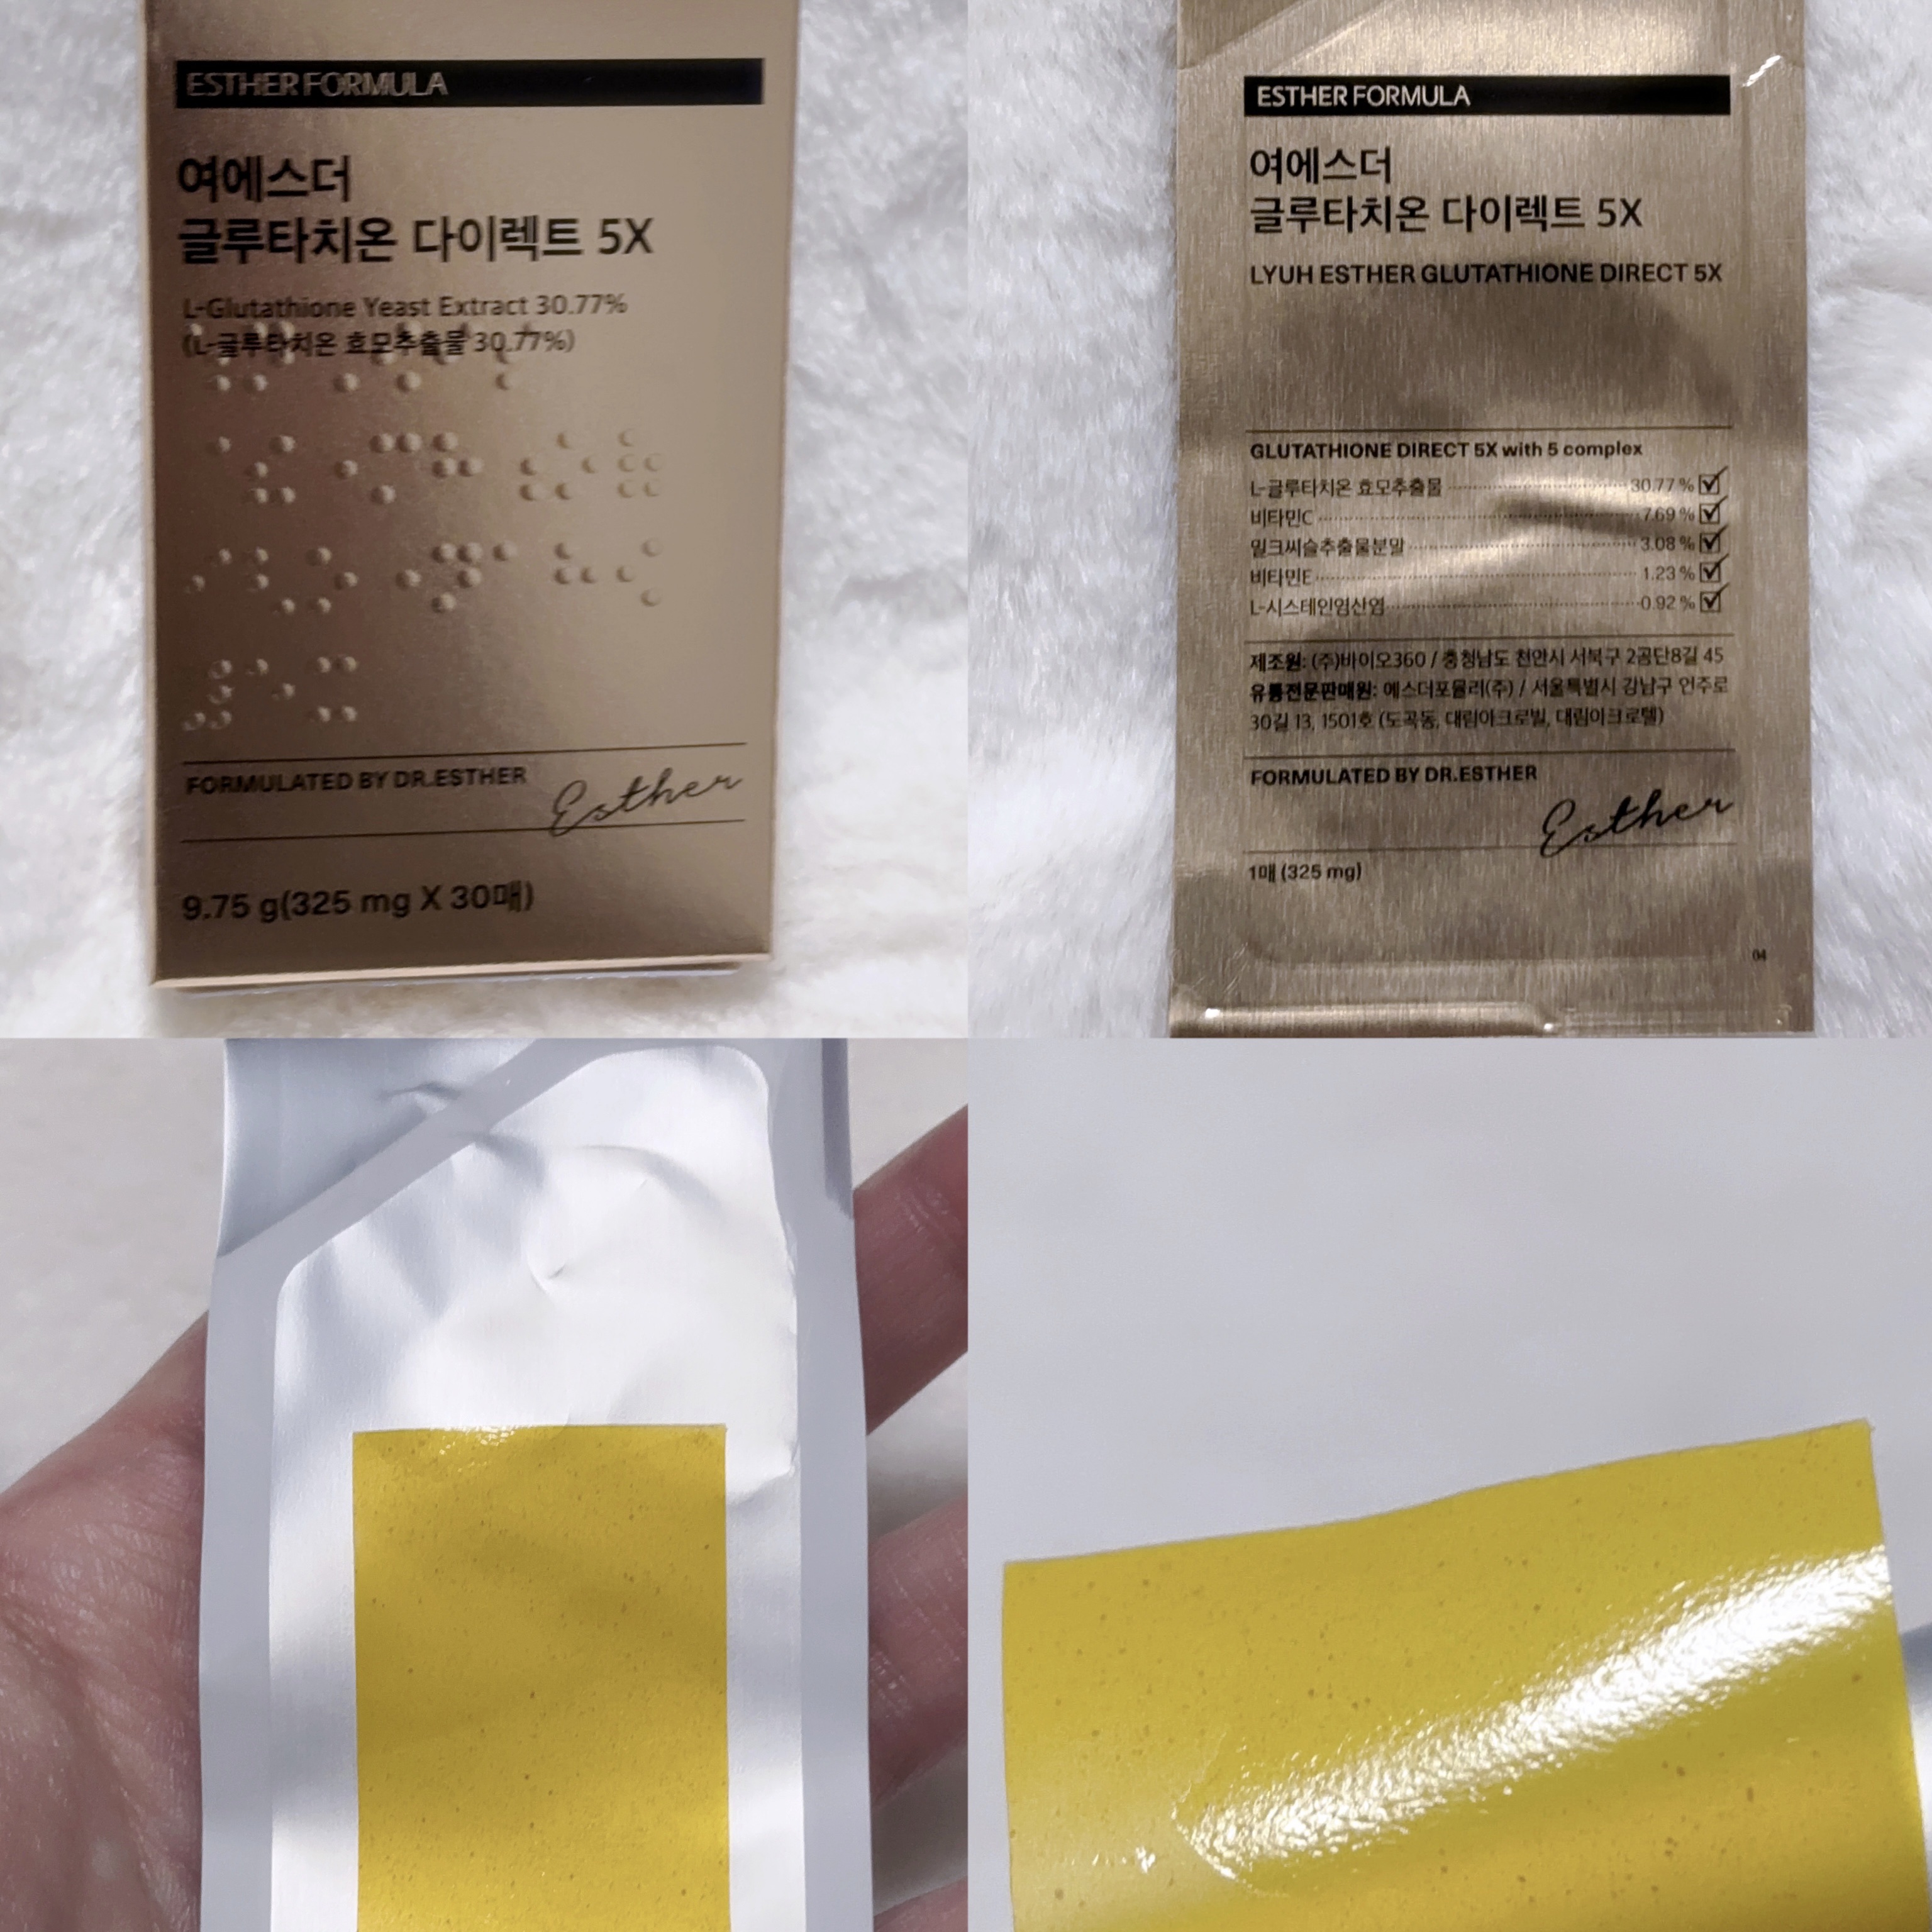 ESTHER FORMULA
여에스더
글루타치온 다이렉트 5X
L-Glutathione Yeast Extract 30.77%
(L-글루타치온 효모추출물 30.77%)
FORMULATED BY DR.ESTHER
Esther
9.75 g(325 mg X 30매)
ESTHER FORMULA
여에스더
글루타치온 다이렉트 5X
LYUH ESTHER GLUTATHIONE DIRECT 5X
GLUTATHIONE DIRECT 5X with 5 complex
L-글루타치온 효모추출물 30.77 %
비타민C 7.69 %
밀크씨슬추출물분말 3.08 %
비타민E 1.23 %
L-시스테인염산염 0.92 %
제조원: (주)바이오360 / 충청남도 천안시 서북구 2공단8길 45
유통전문판매원: 에스더포뮬러(주) / 서울특별시 강남구 언주로
30길 13, 1501호 (도곡동, 대림아크로빌, 대림아크로텔)
FORMULATED BY DR.ESTHER
Esther
1매 (325 mg)
04